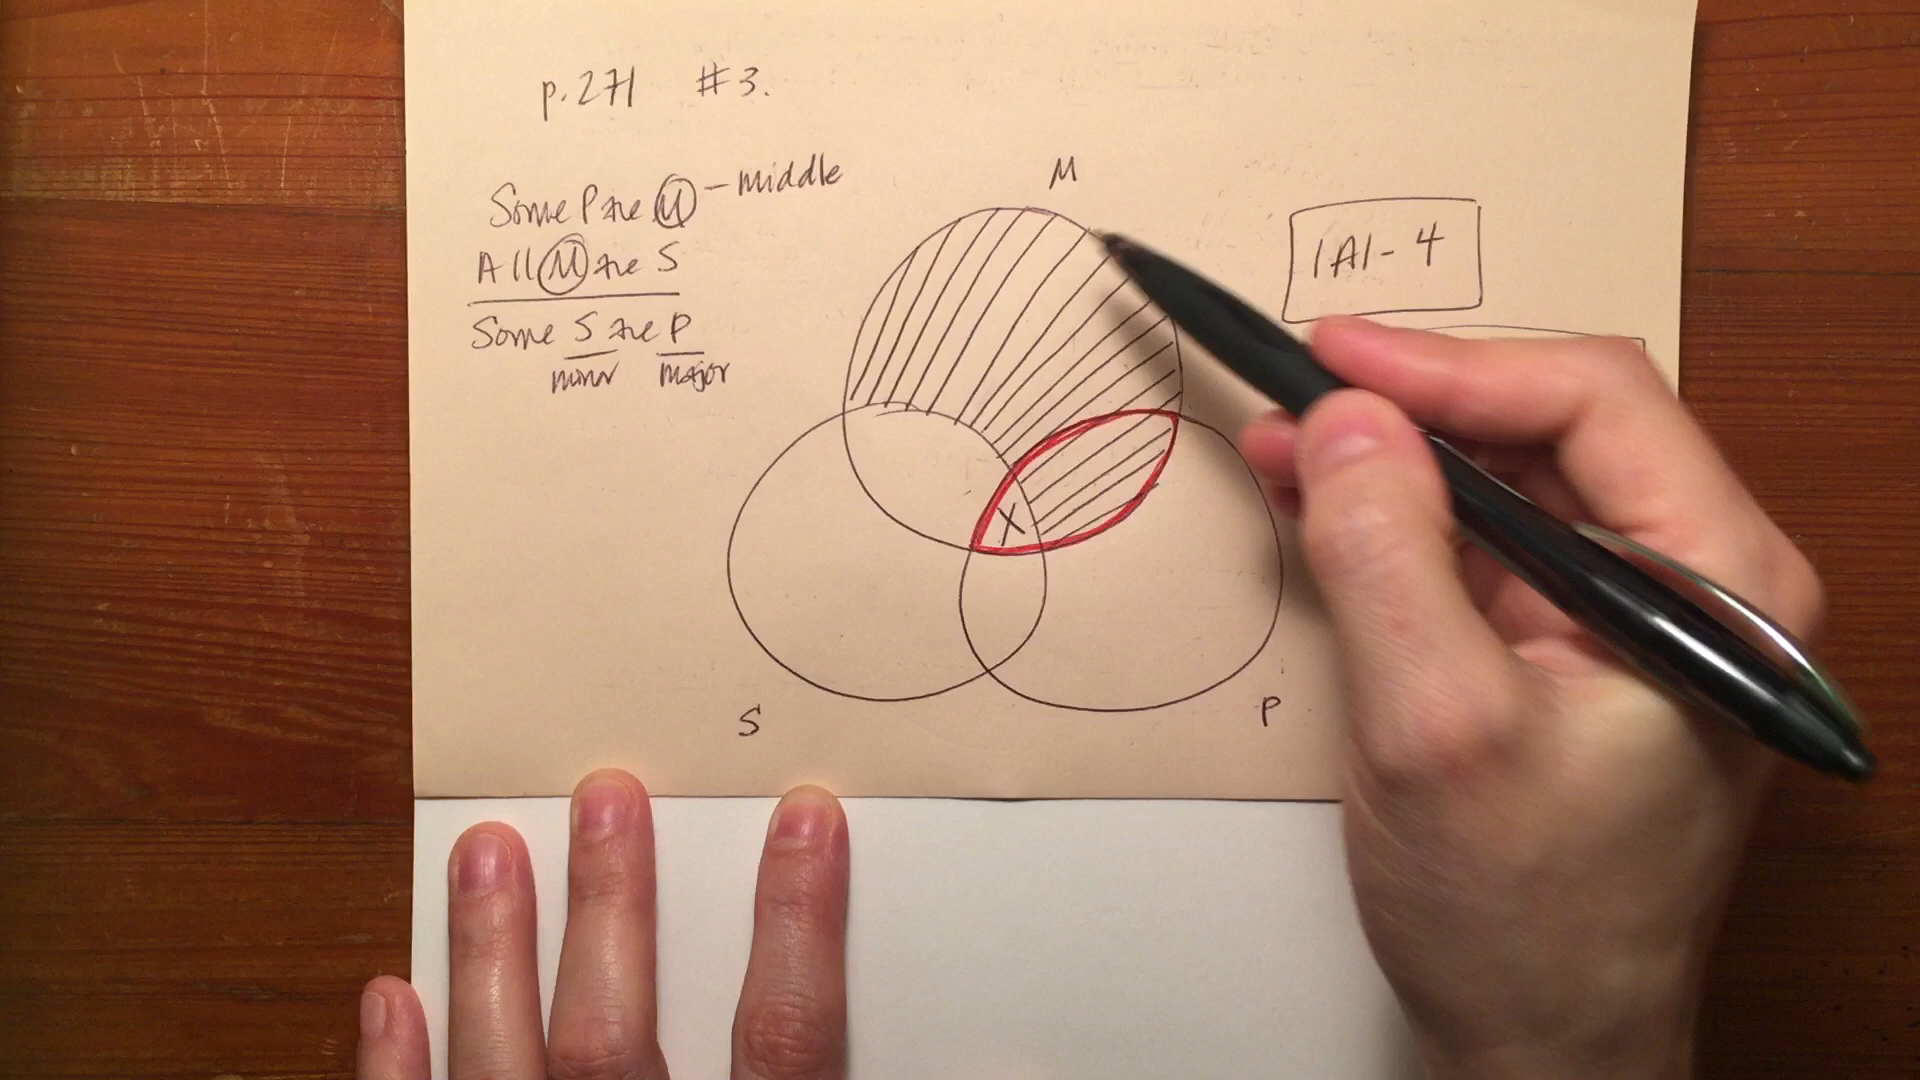 p.271 #3.
Some P are M - middle
All M are S
Some S are P
minor major
M
IAI-4
X
S
P